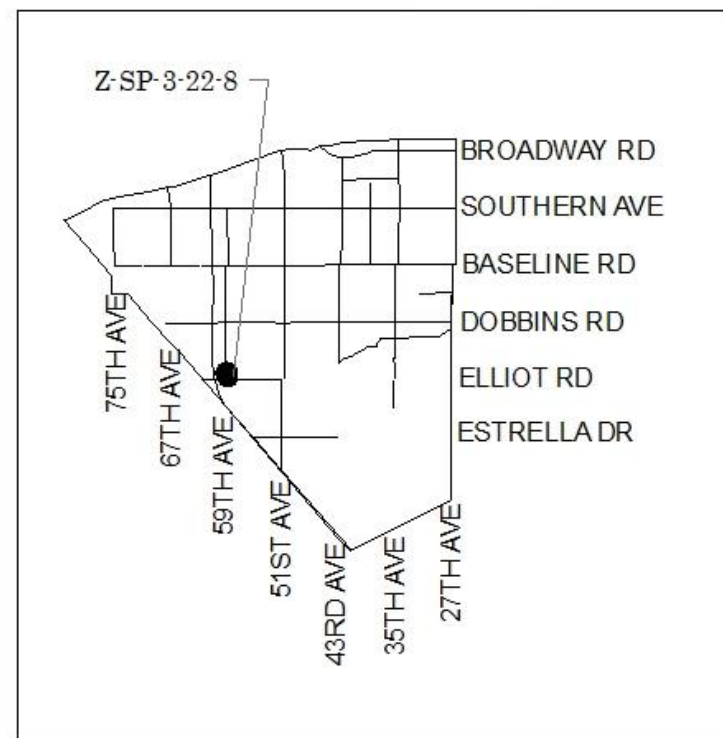 Z-SP-3-22-8
BROADWAY RD
SOUTHERN AVE
BASELINE RD
DOBBINS RD
ELLIOT RD
ESTRELLA DR
75TH AVE
67TH AVE
59TH AVE
51ST AVE
43RD AVE
35TH AVE
27TH AVE